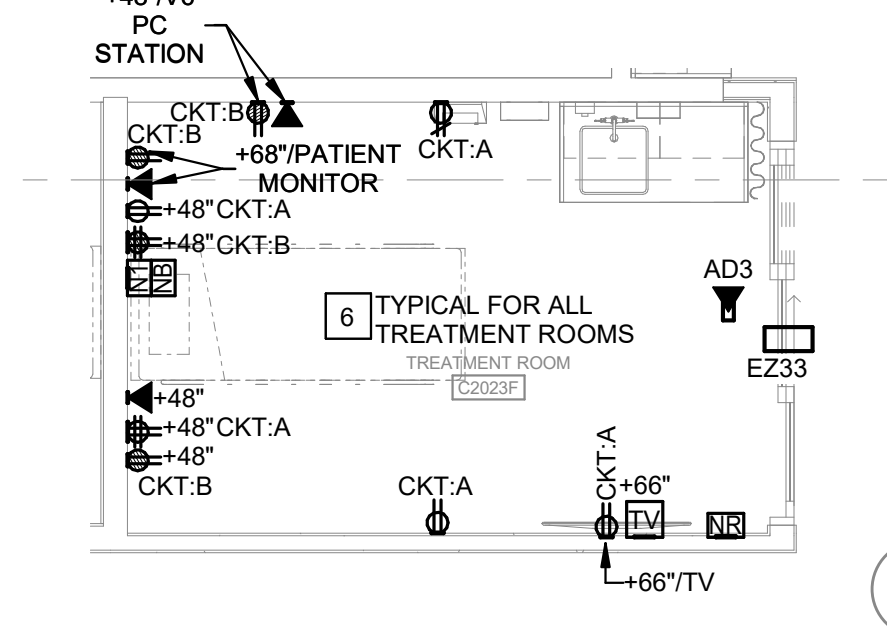 PC
STATION
CKT:B
CKT:B
CKT:A
+68"/PATIENT
MONITOR
+48" CKT:A
+48" CKT:B
N1
NB
AD3
6
TYPICAL FOR ALL
TREATMENT ROOMS
TREATMENT ROOM
C2023F
EZ33
+48"
+48" CKT:A
+48"
CKT:B
CKT:A
CKT:A
+66"
TV
NR
+66"/TV